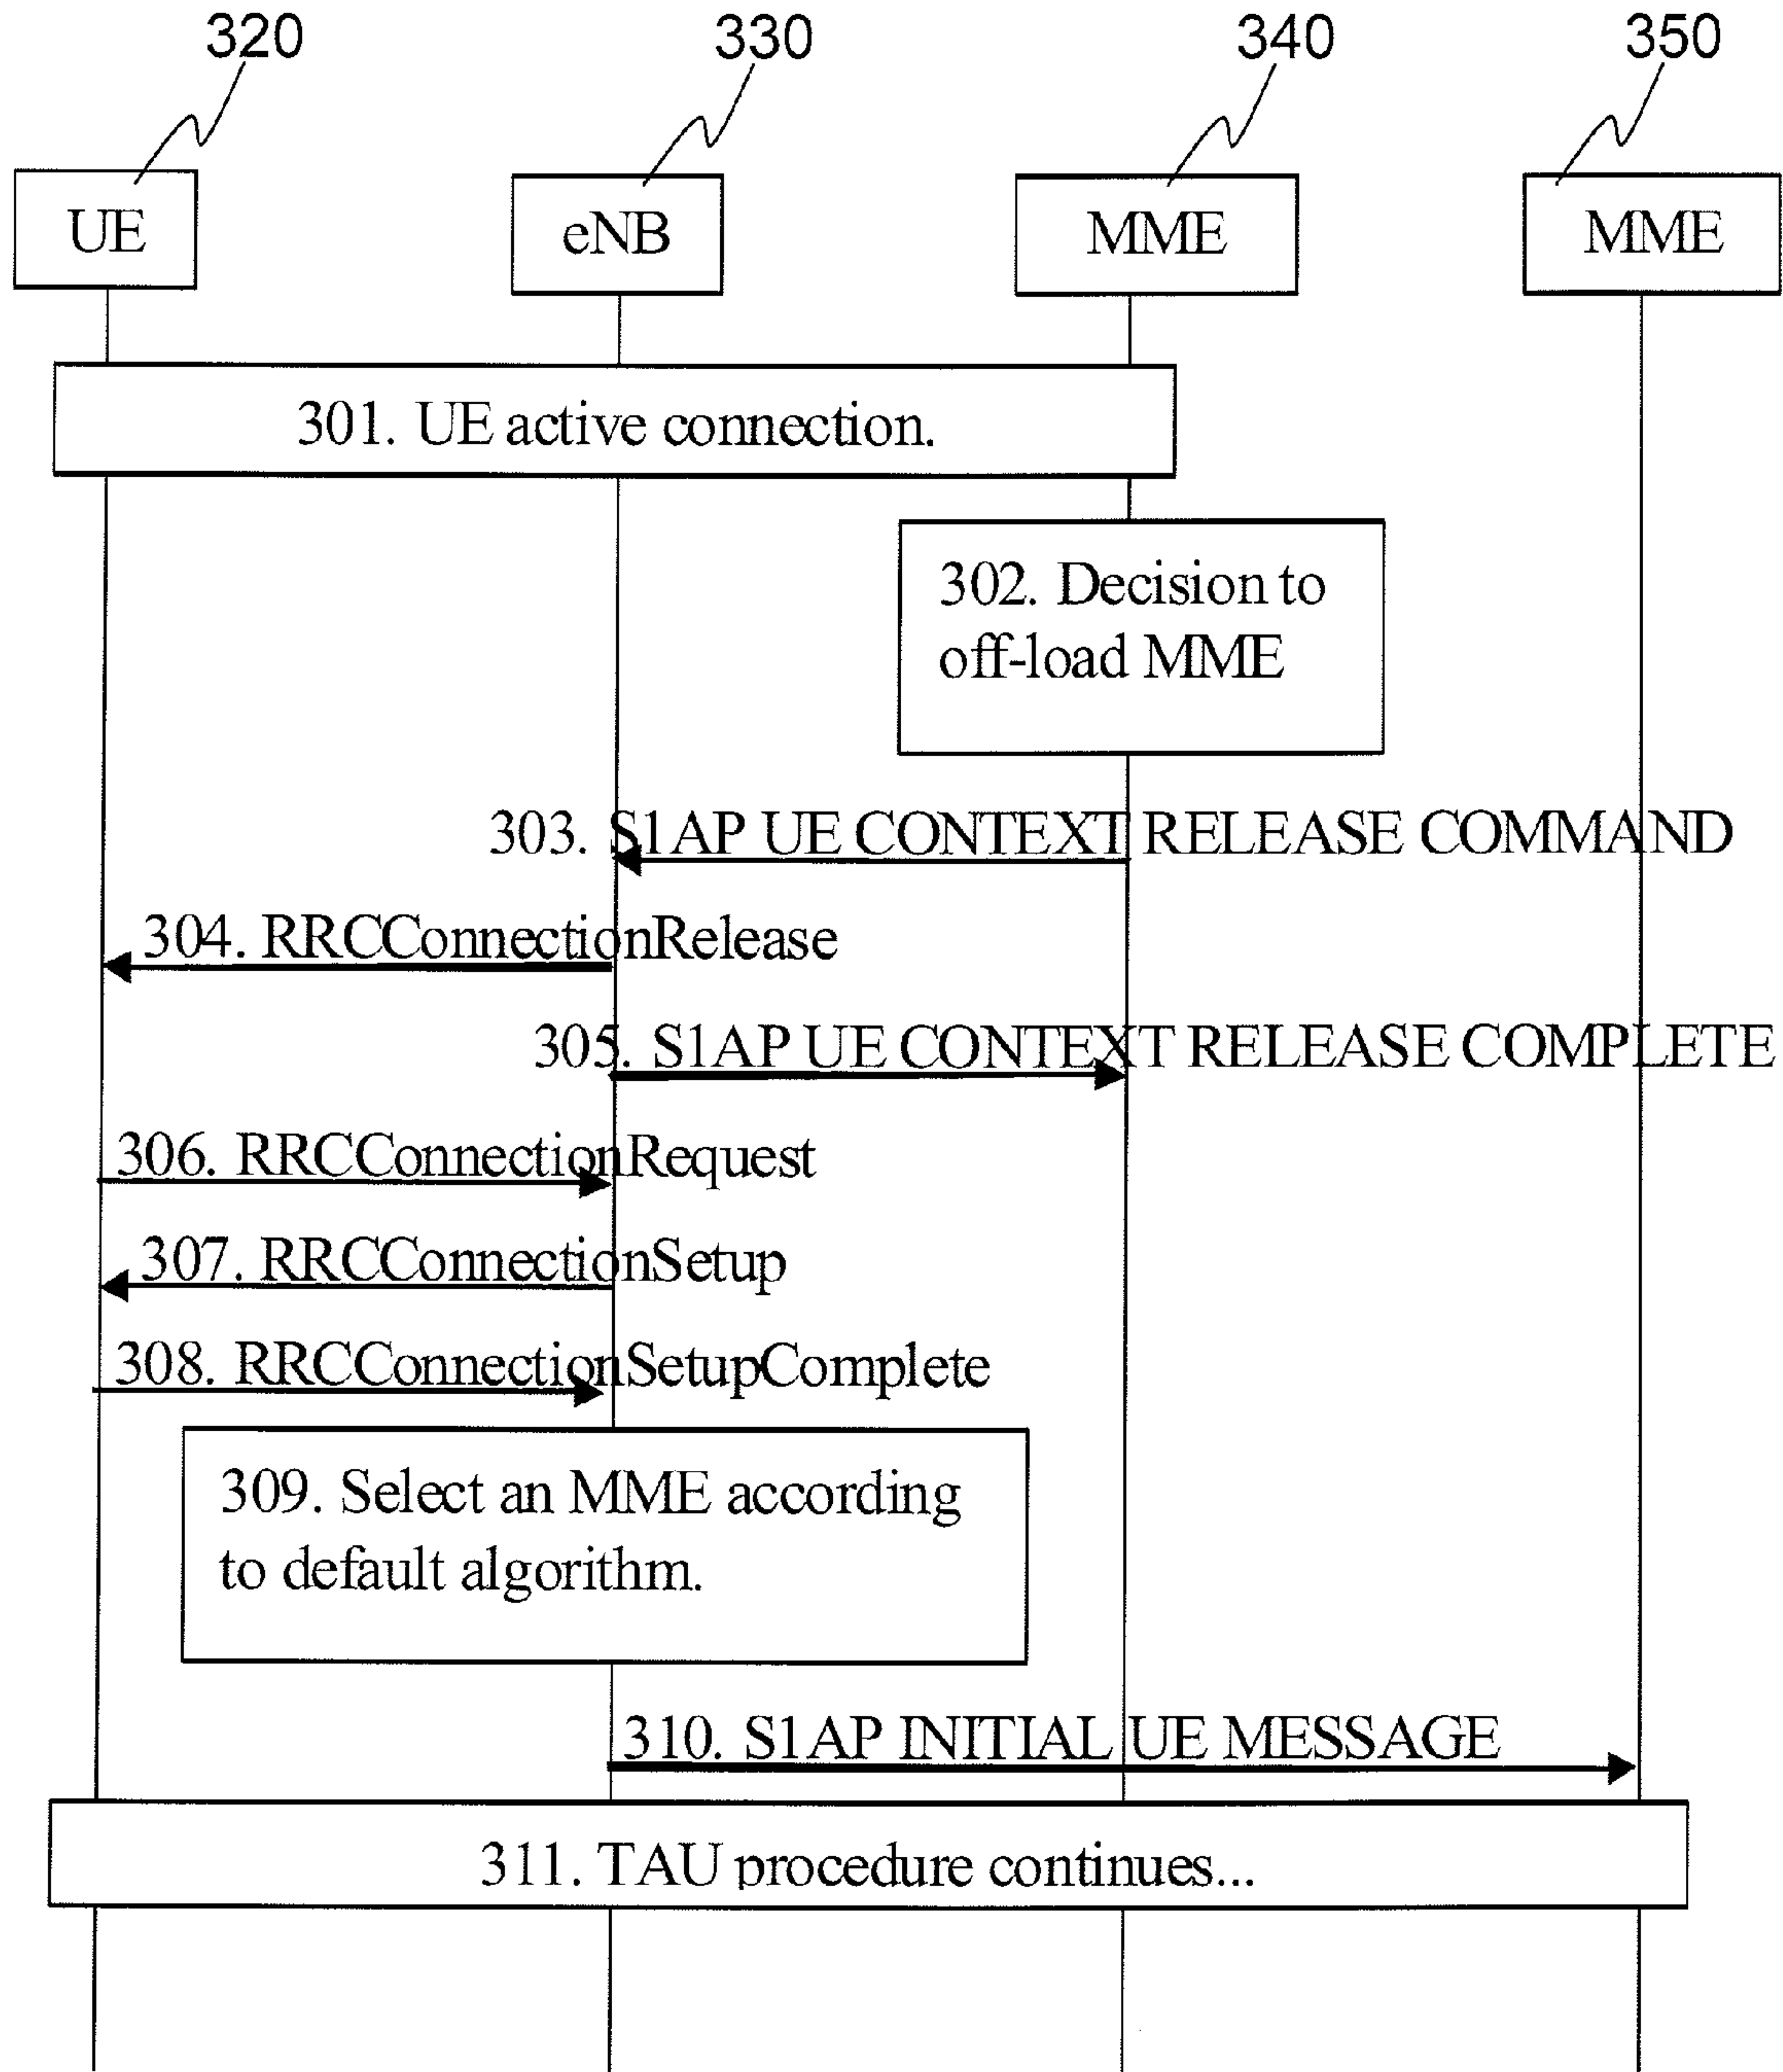 320
330
340
350
UE
eNB
MME
MME
301. UE active connection.
302. Decision to
off-load MME
303. S1AP UE CONTEXT RELEASE COMMAND
304. RRCConnectionRelease
305. S1AP UE CONTEXT RELEASE COMPLETE
306. RRCConnectionRequest
307. RRCConnectionSetup
308. RRCConnectionSetupComplete
309. Select an MME according
to default algorithm.
310. S1AP INITIAL UE MESSAGE
311. TAU procedure continues...